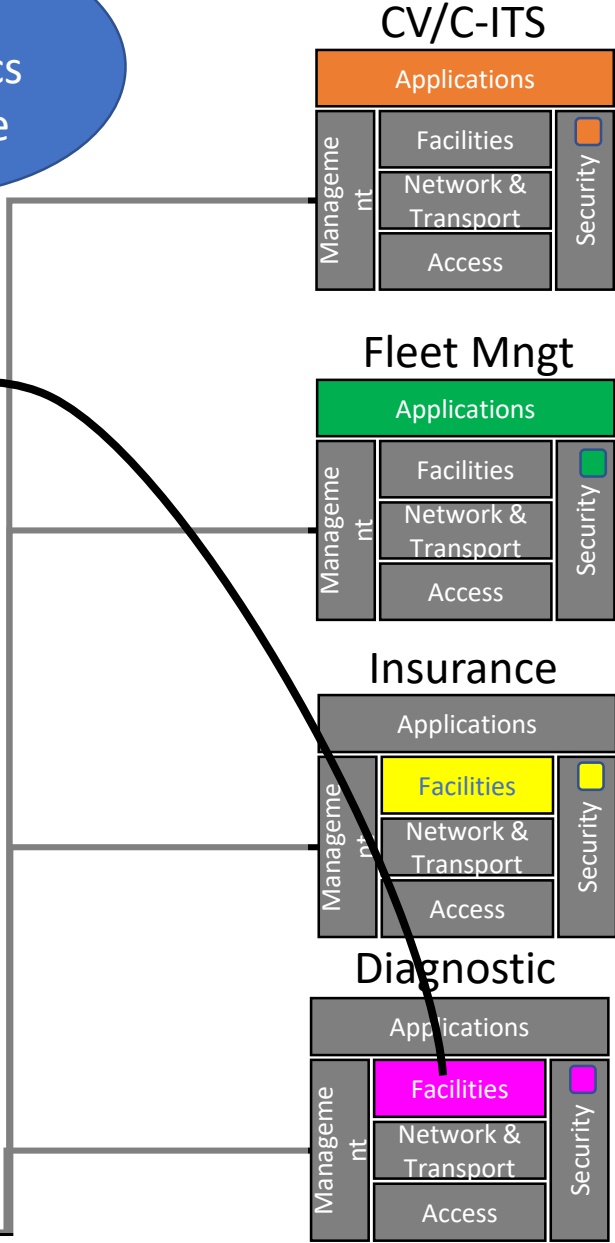 cs
e
CV/C-ITS
Applications
Manageme
nt
Facilities
Network &
Transport
Access
Security
Fleet Mngt
Applications
Manageme
nt
Facilities
Network &
Transport
Access
Security
Insurance
Applications
Manageme
nt
Facilities
Network &
Transport
Access
Security
Diagnostic
Applications
Manageme
nt
Facilities
Network &
Transport
Access
Security